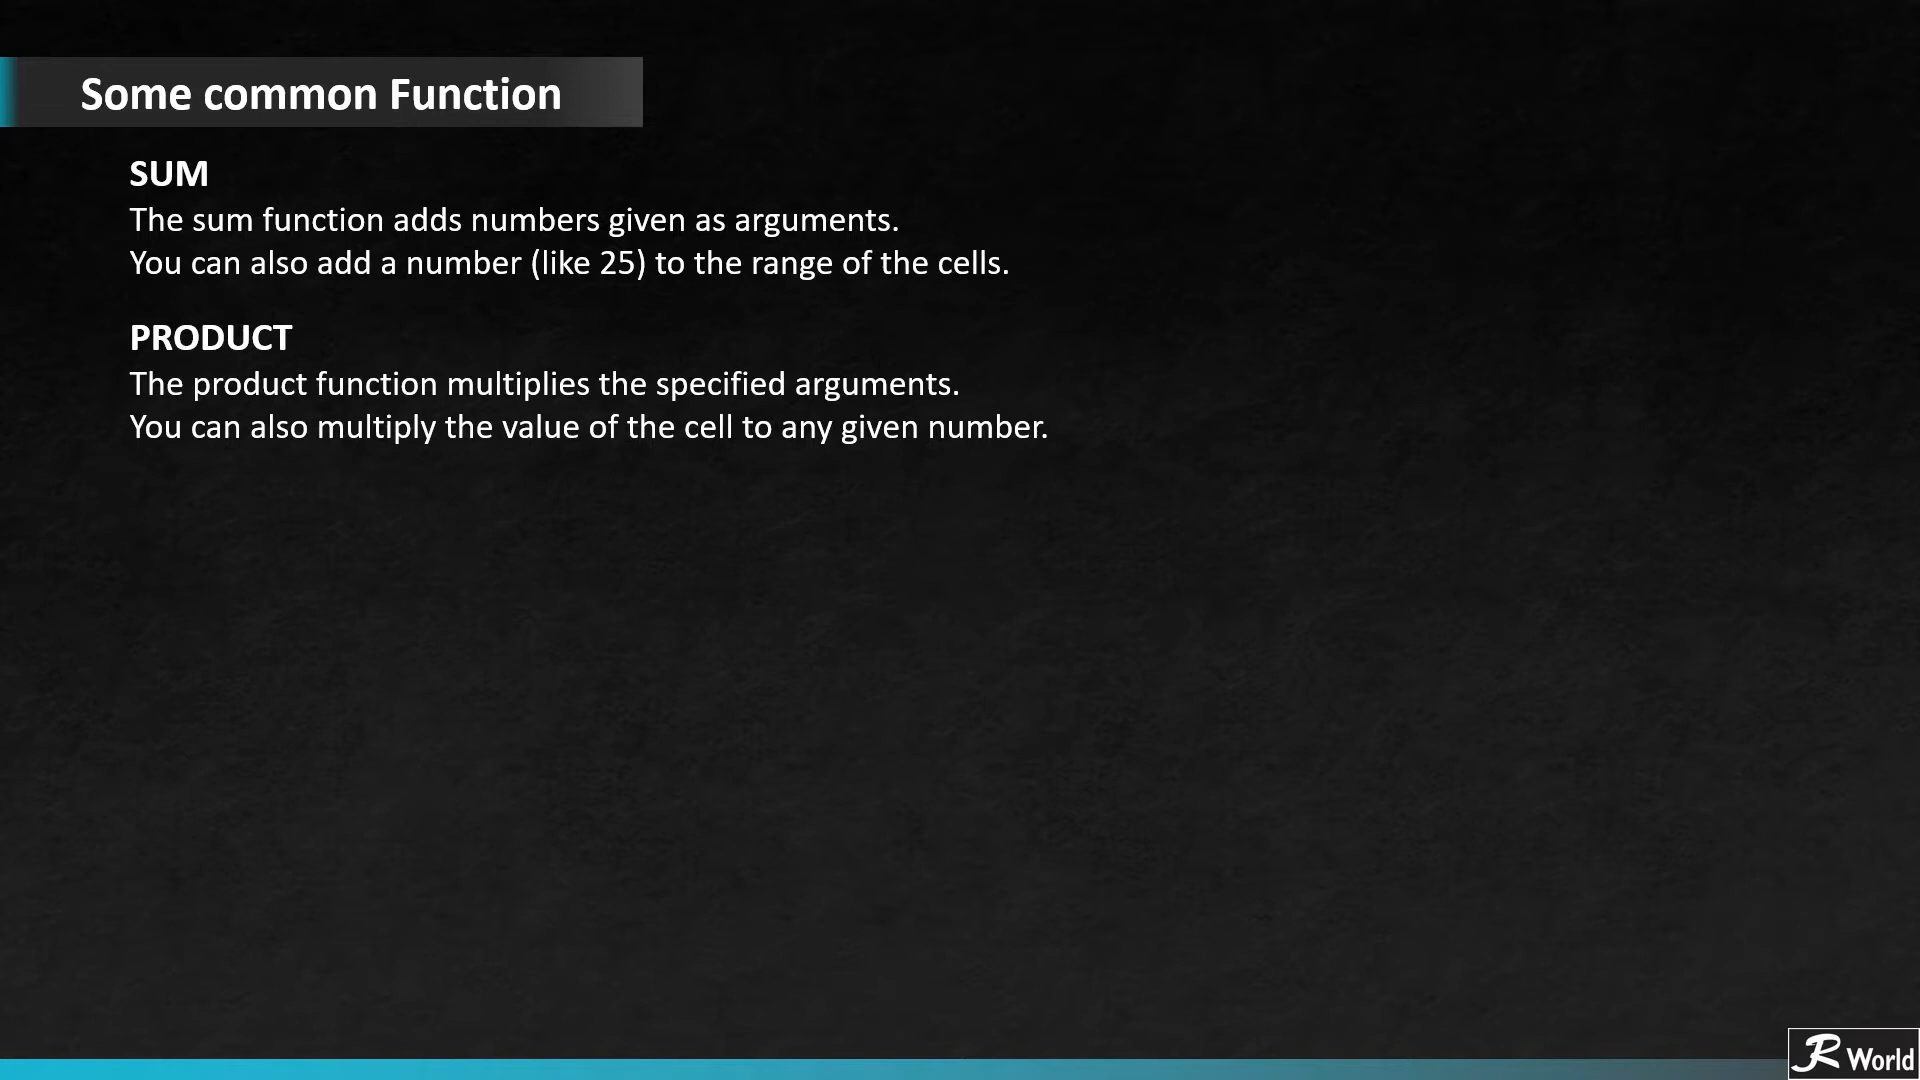 Some common Function
SUM
The sum function adds numbers given as arguments.
You can also add a number (like 25) to the range of the cells.
PRODUCT
The product function multiplies the specified arguments.
You can also multiply the value of the cell to any given number.
JR World